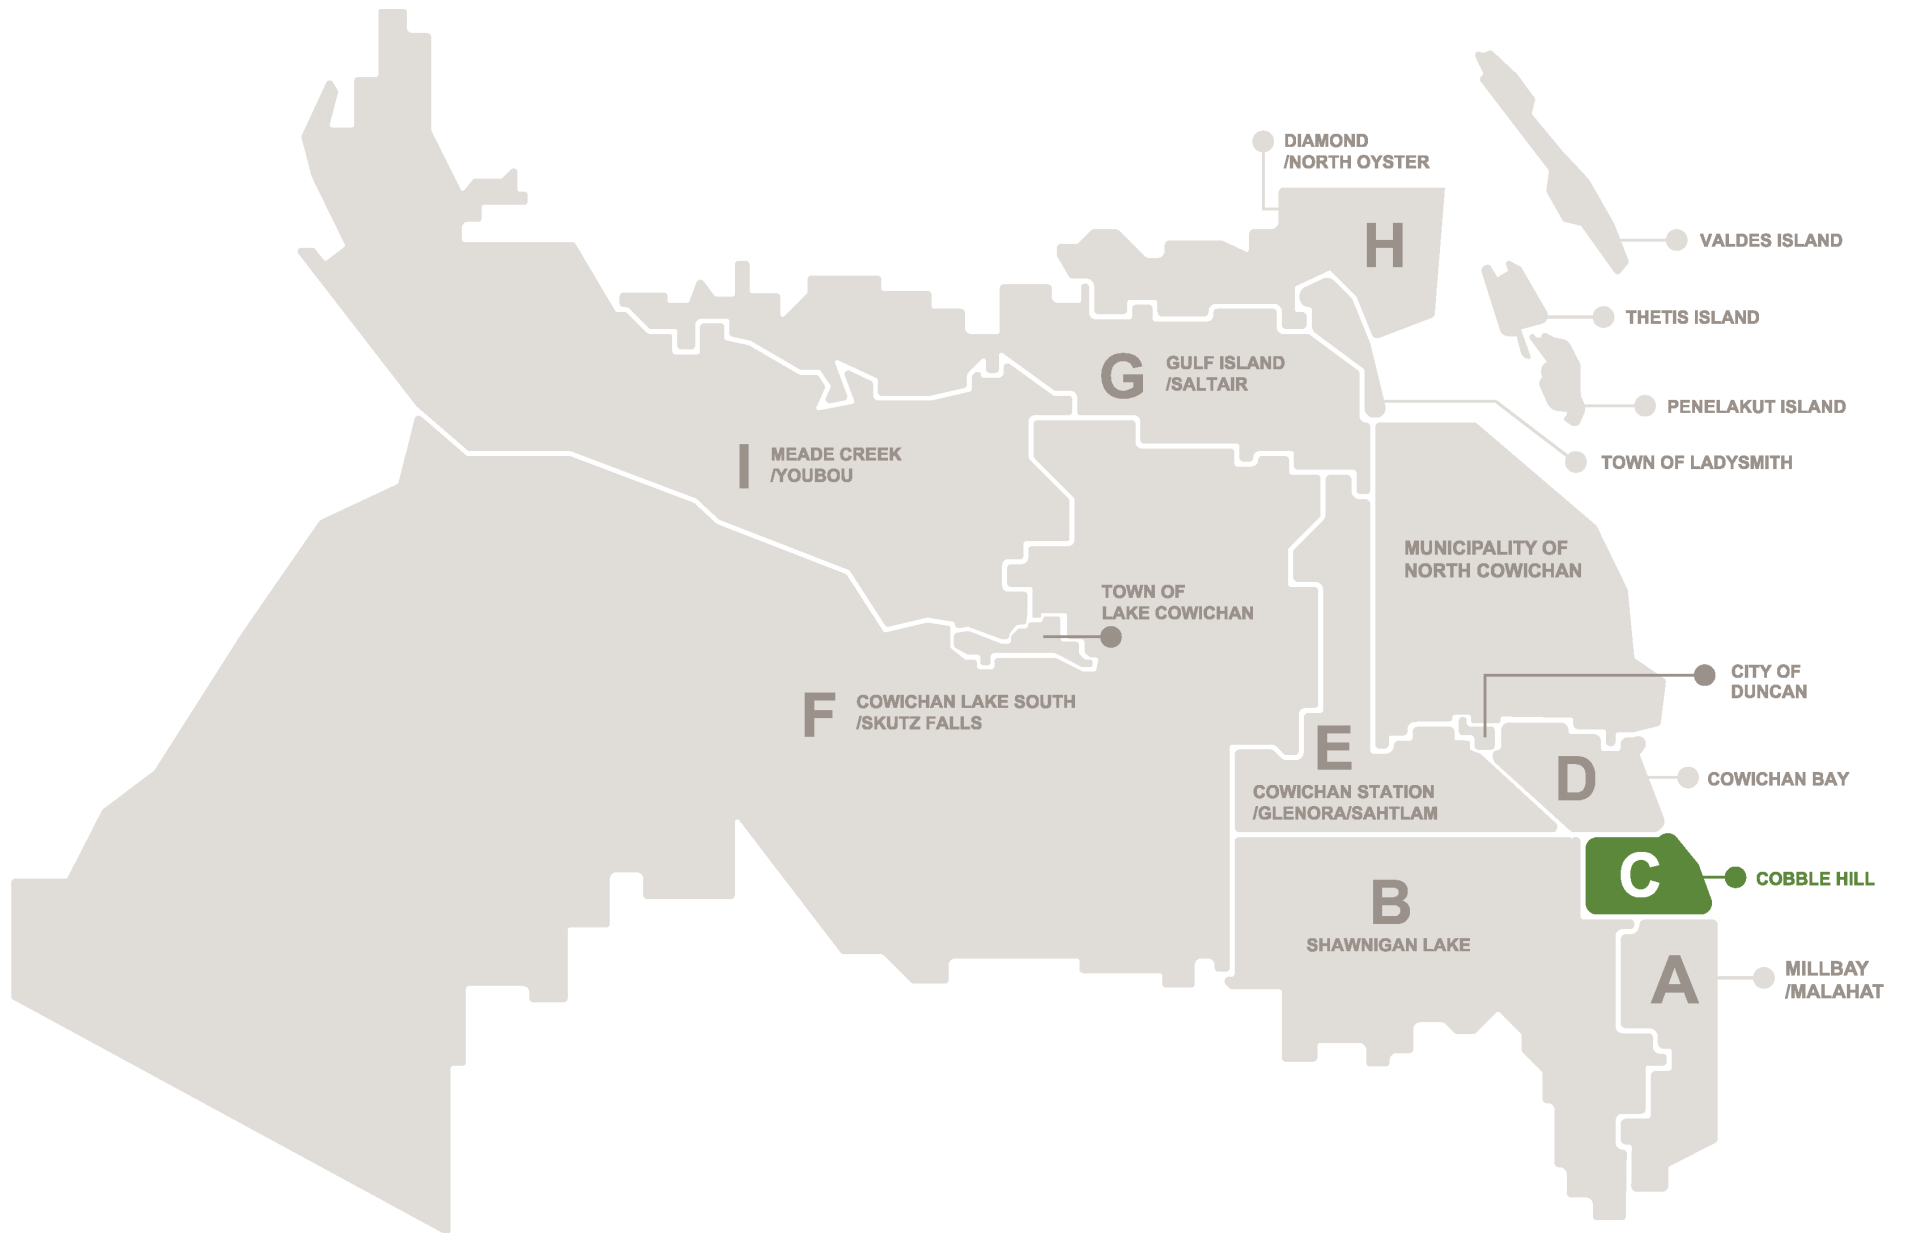 DIAMOND
/NORTH OYSTER
H
VALDES ISLAND
THETIS ISLAND
G
GULF ISLAND
/SALTAIR
PENELAKUT ISLAND
I
MEADE CREEK
/YOUBOU
TOWN OF LADYSMITH
MUNICIPALITY OF
NORTH COWICHAN
TOWN OF
LAKE COWICHAN
CITY OF
DUNCAN
F
COWICHAN LAKE SOUTH
/SKUTZ FALLS
E
COWICHAN STATION
/GLENORA/SAHTLAM
D
COWICHAN BAY
C
COBBLE HILL
B
SHAWNIGAN LAKE
A
MILLBAY
/MALAHAT